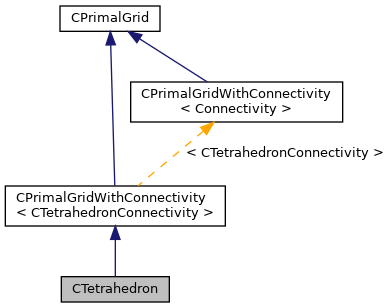 CPrimalGrid
CPrimalGridWithConnectivity
< Connectivity >
< CTetrahedronConnectivity >
CPrimalGridWithConnectivity
< CTetrahedronConnectivity >
CTetrahedron